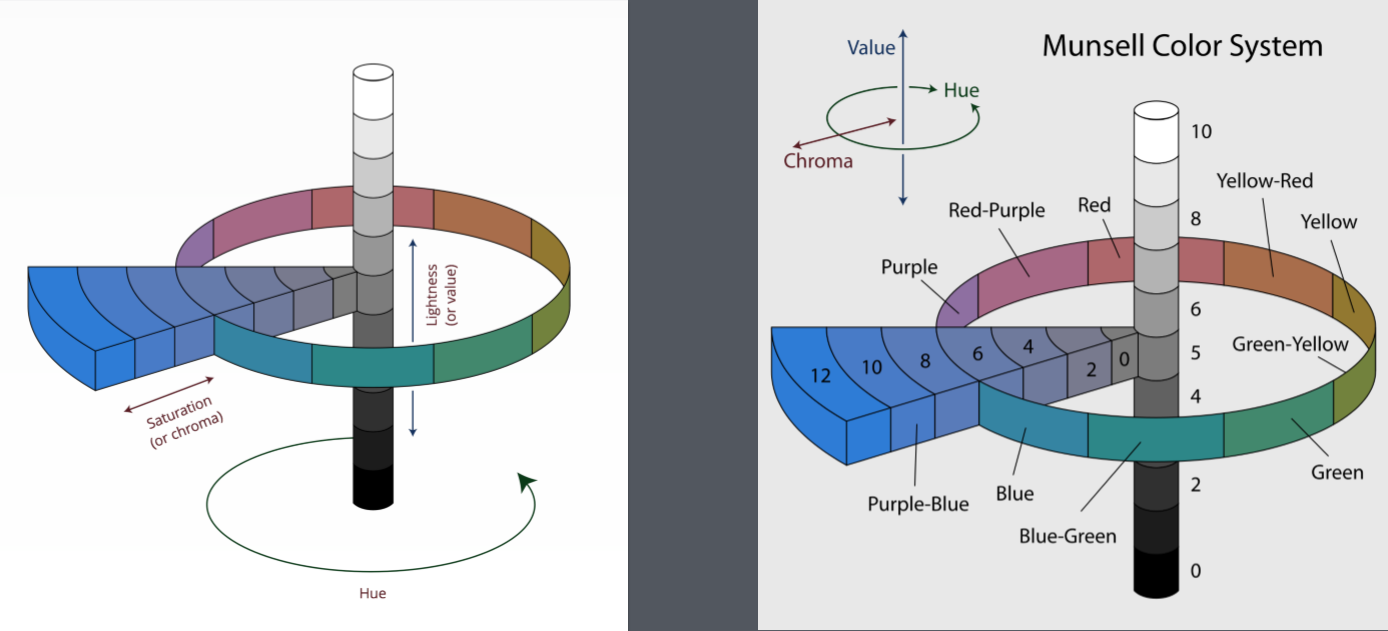 Lightness
(or value)
Saturation
(or chroma)
Hue
Munsell Color System
Value
Hue
Chroma
10
Yellow-Red
Red-Purple
Red
8
Yellow
Purple
6
Green-Yellow
5
12
10
8
6
4
2
0
4
Green
Purple-Blue
Blue
2
Blue-Green
0